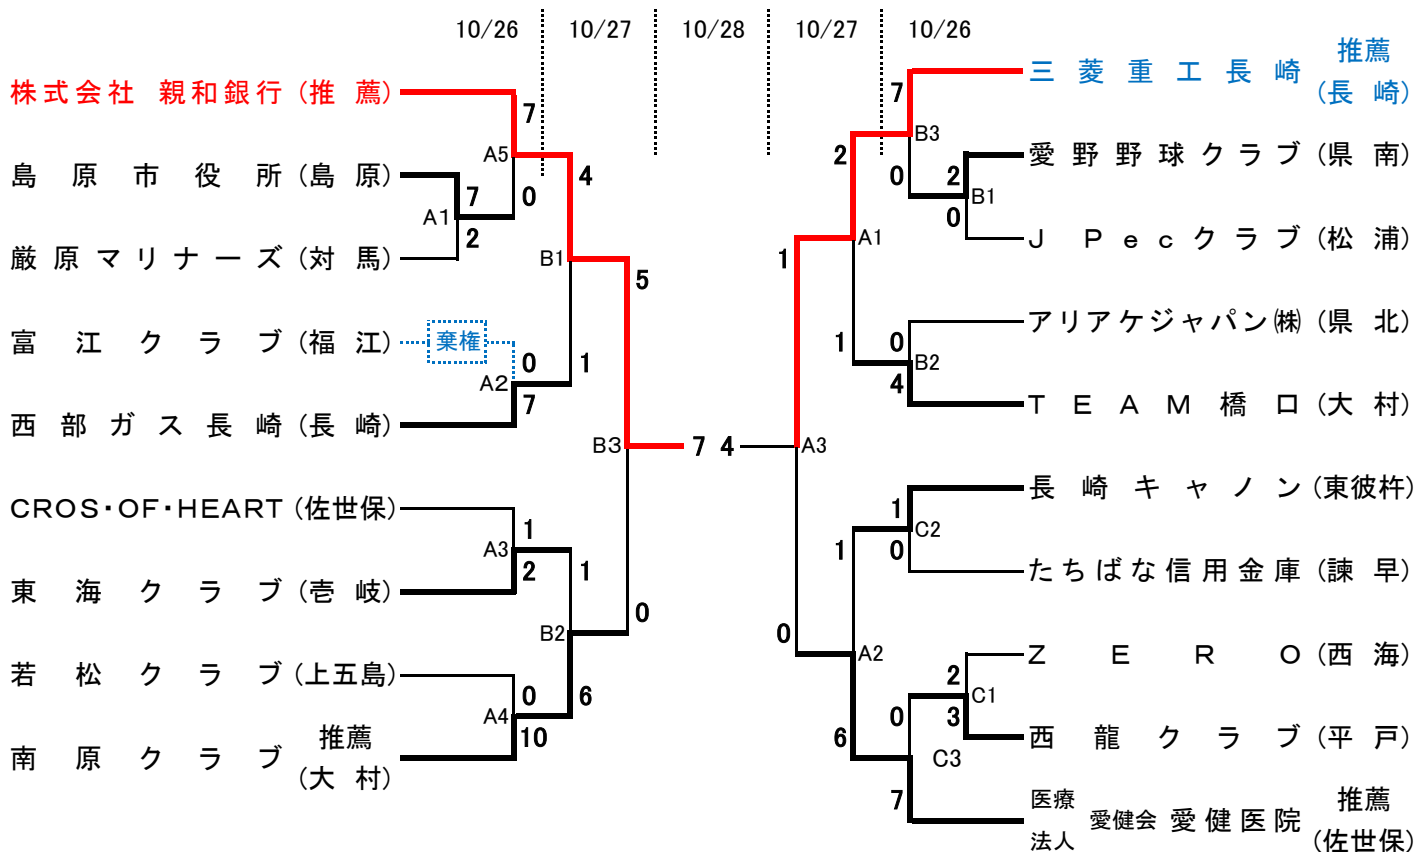 10/26 10/27 10/28 10/27 10/26
株式会社 親和銀行 (推 薦)
7
A5
4
0
島原市役所 (島 原)
7
A1
2
厳原マリナーズ (対 馬)
B1
5
富江クラブ (福 江)
棄権
0
1
A2
7
西部ガス長崎 (長 崎)
B3
7 4
CROS・OF・HEART (佐世保)
1
A3
2
1
東海クラブ (壱 岐)
0
B2
若松クラブ (上五島)
0
6
A4
10
南原クラブ 推薦
(大 村)
三菱重工長崎 推薦
(長 崎)
7
B3
2
0
愛野野球クラブ (県 南)
2
B1
0
J Pecクラブ (松 浦)
A1
1
アリアケジャパン㈱ (県 北)
0
1
B2
4
TEAM橋口 (大 村)
A3
長崎キャノン (東彼杵)
1
C2
1
0
たちばな信用金庫 (諫 早)
0
A2
ZERO (西 海)
2
C1
0
3
6
西龍クラブ (平 戸)
C3
7
医療
法人
愛健会 愛健医院 推薦
(佐世保)